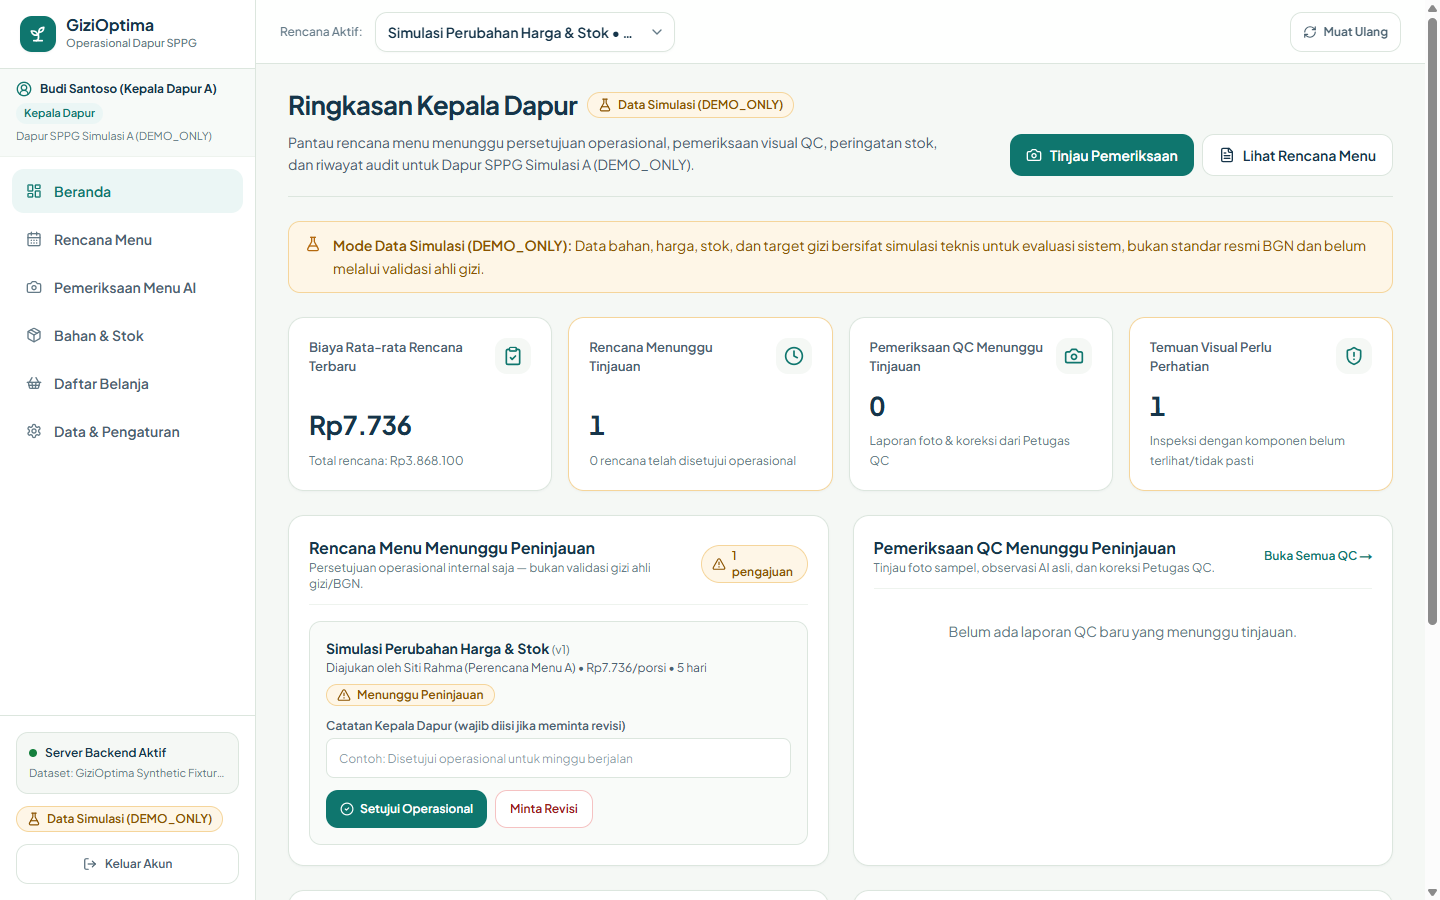 GiziOptima
Operasional Dapur SPPG
Budi Santoso (Kepala Dapur A)
Kepala Dapur
Dapur SPPG Simulasi A (DEMO_ONLY)
Beranda
Rencana Menu
Pemeriksaan Menu AI
Bahan & Stok
Daftar Belanja
Data & Pengaturan
Server Backend Aktif
Dataset: GiziOptima Synthetic Fixtur...
Data Simulasi (DEMO_ONLY)
Keluar Akun
Rencana Aktif:
Simulasi Perubahan Harga & Stok • ...
Muat Ulang
Ringkasan Kepala Dapur
Data Simulasi (DEMO_ONLY)
Pantau rencana menu menunggu persetujuan operasional, pemeriksaan visual QC, peringatan stok,
dan riwayat audit untuk Dapur SPPG Simulasi A (DEMO_ONLY).
Tinjau Pemeriksaan
Lihat Rencana Menu
Mode Data Simulasi (DEMO_ONLY): Data bahan, harga, stok, dan target gizi bersifat simulasi teknis untuk evaluasi sistem, bukan standar resmi BGN dan belum
melalui validasi ahli gizi.
Biaya Rata-rata Rencana
Terbaru
Rp7.736
Total rencana: Rp3.868.100
Rencana Menunggu
Tinjauan
1
0 rencana telah disetujui operasional
Pemeriksaan QC Menunggu
Tinjauan
0
Laporan foto & koreksi dari Petugas
QC
Temuan Visual Perlu
Perhatian
1
Inspeksi dengan komponen belum
terlihat/tidak pasti
Rencana Menu Menunggu Peninjauan
Persetujuan operasional internal saja — bukan validasi gizi ahli
gizi/BGN.
1
pengajuan
Simulasi Perubahan Harga & Stok (v1)
Diajukan oleh Siti Rahma (Perencana Menu A) • Rp7.736/porsi • 5 hari
Menunggu Peninjauan
Catatan Kepala Dapur (wajib diisi jika meminta revisi)
Contoh: Disetujui operasional untuk minggu berjalan
Setujui Operasional
Minta Revisi
Pemeriksaan QC Menunggu Peninjauan
Tinjau foto sampel, observasi AI asli, dan koreksi Petugas QC.
Buka Semua QC →
Belum ada laporan QC baru yang menunggu tinjauan.